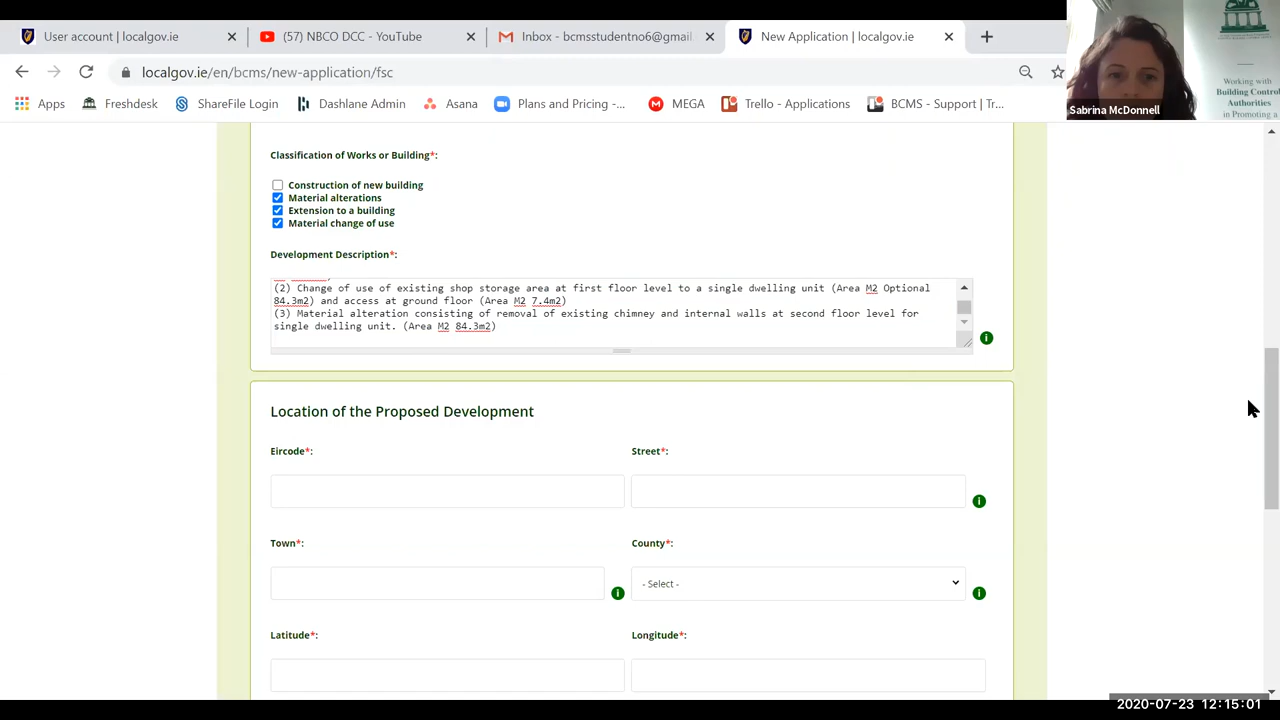 User account | localgov.ie
(57) NBCO DCC - YouTube
Inbox - bcmsstudentno6@gmail
New Application | localgov.ie
localgov.ie/en/bcms/new-application/fsc
Apps
Freshdesk
ShareFile Login
Dashlane Admin
Asana
Plans and Pricing -...
MEGA
Trello - Applications
BCMS - Support | Tr...
Working with
Building Control
Authorities
in Promoting a
Sabrina McDonnell
Classification of Works or Building*:
Construction of new building
Material alterations
Extension to a building
Material change of use
Development Description*:
(2) Change of use of existing shop storage area at first floor level to a single dwelling unit (Area M2 Optional
84.3m2) and access at ground floor (Area M2 7.4m2)
(3) Material alteration consisting of removal of existing chimney and internal walls at second floor level for
single dwelling unit. (Area M2 84.3m2)
Location of the Proposed Development
Eircode*:
Street*:
Town*:
County*:
- Select -
Latitude*:
Longitude*:
2020-07-23 12:15:01